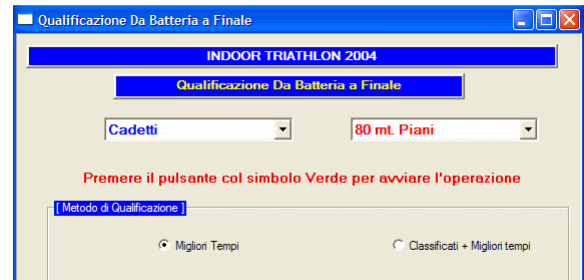 Qualificazione Da Batteria a Finale
INDOOR TRIATHLON 2004
Qualificazione Da Batteria a Finale
Cadetti 80 mt. Piani
Premere il pulsante col simbolo Verde per avviare l'operazione
[ Metodo di Qualificazione ]
Migliori Tempi Classificati + Migliori tempi